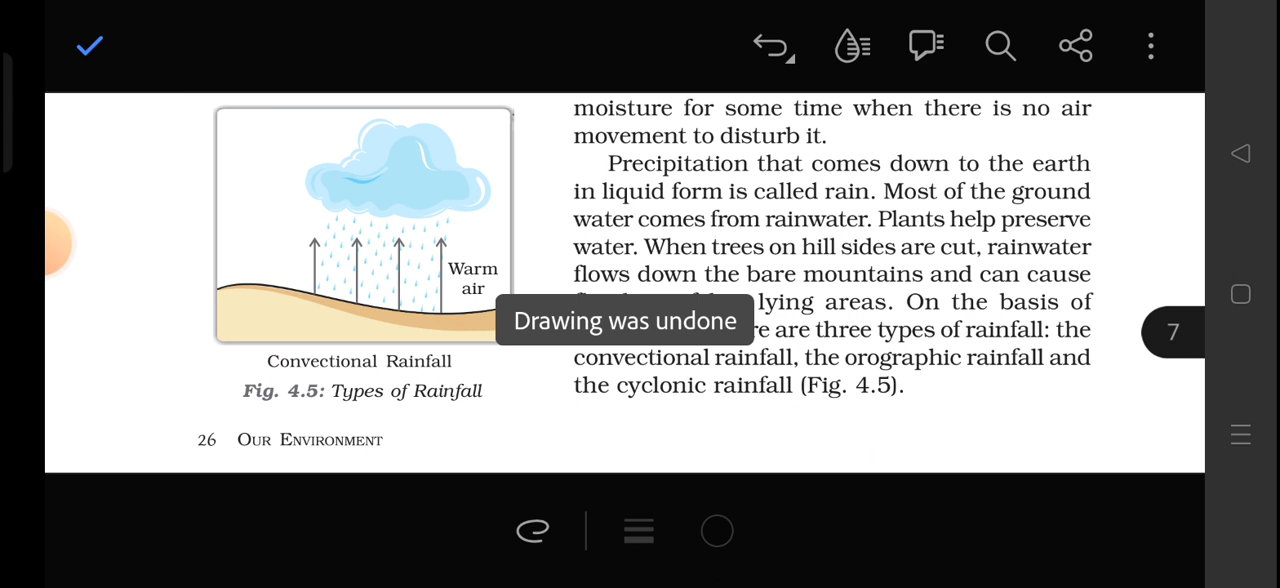 moisture for some time when there is no air
movement to disturb it.
Precipitation that comes down to the earth
in liquid form is called rain. Most of the ground
water comes from rainwater. Plants help preserve
water. When trees on hill sides are cut, rainwater
flows down the bare mountains and can cause
lying areas. On the basis of
are three types of rainfall: the
convectional rainfall, the orographic rainfall and
the cyclonic rainfall (Fig. 4.5).
Warm
air
Convectional Rainfall
Fig. 4.5: Types of Rainfall
26 OUR ENVIRONMENT
Drawing was undone
7